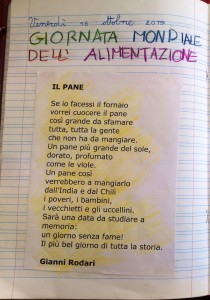 Venerdì 18 ottobre 2019
GIORNATA MONDIALE
DELL'ALIMENTAZIONE
IL PANE
Se io facessi il fornaio
vorrei cuocere il pane
così grande da sfamare
tutta, tutta la gente
che non ha da mangiare.
Un pane più grande del sole,
dorato, profumato
come le viole.
Un pane così
verrebbero a mangiarlo
dall'India e dal Chilì
i poveri, i bambini,
i vecchietti e gli uccellini.
Sarà una data da studiare a
memoria:
un giorno senza fame!
Il più bel giorno di tutta la storia.
Gianni Rodari